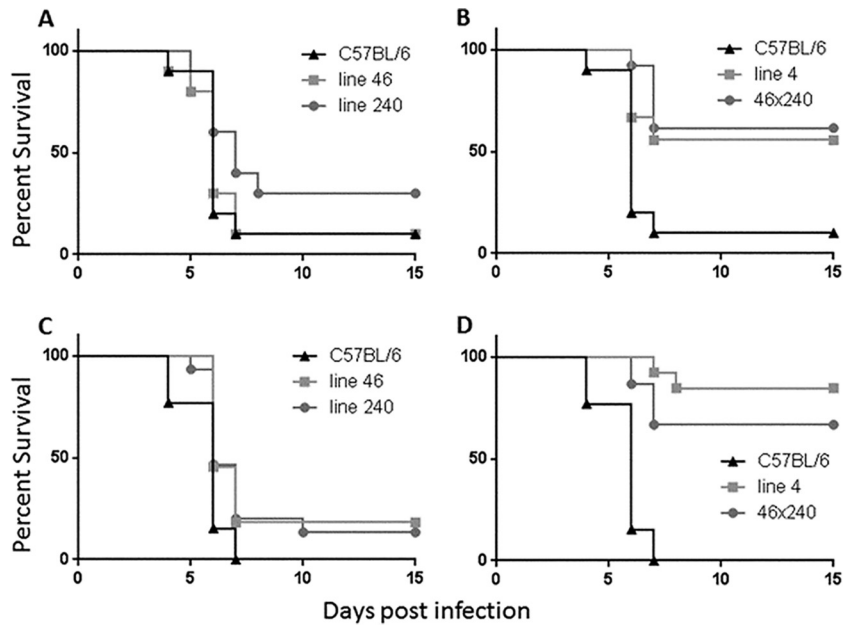 A
100
50
0
Percent Survival
C57BL/6
line 46
line 240
0 5 10 15
B
100
50
0
C57BL/6
line 4
46x240
0 5 10 15
C
100
50
0
Percent Survival
C57BL/6
line 46
line 240
0 5 10 15
D
100
50
0
C57BL/6
line 4
46x240
0 5 10 15
Days post infection